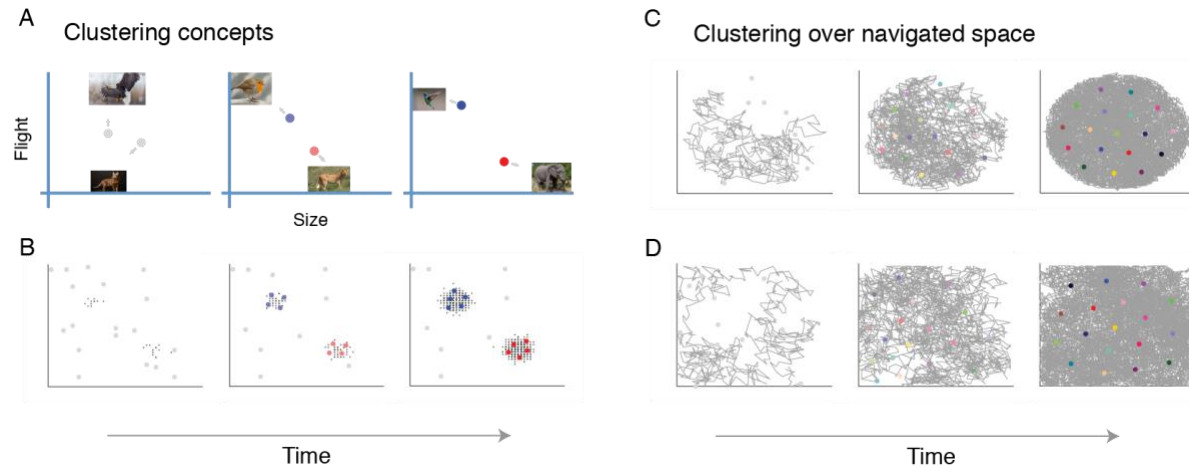 A
Clustering concepts
Flight
Size
B
Time
C
Clustering over navigated space
D
Time